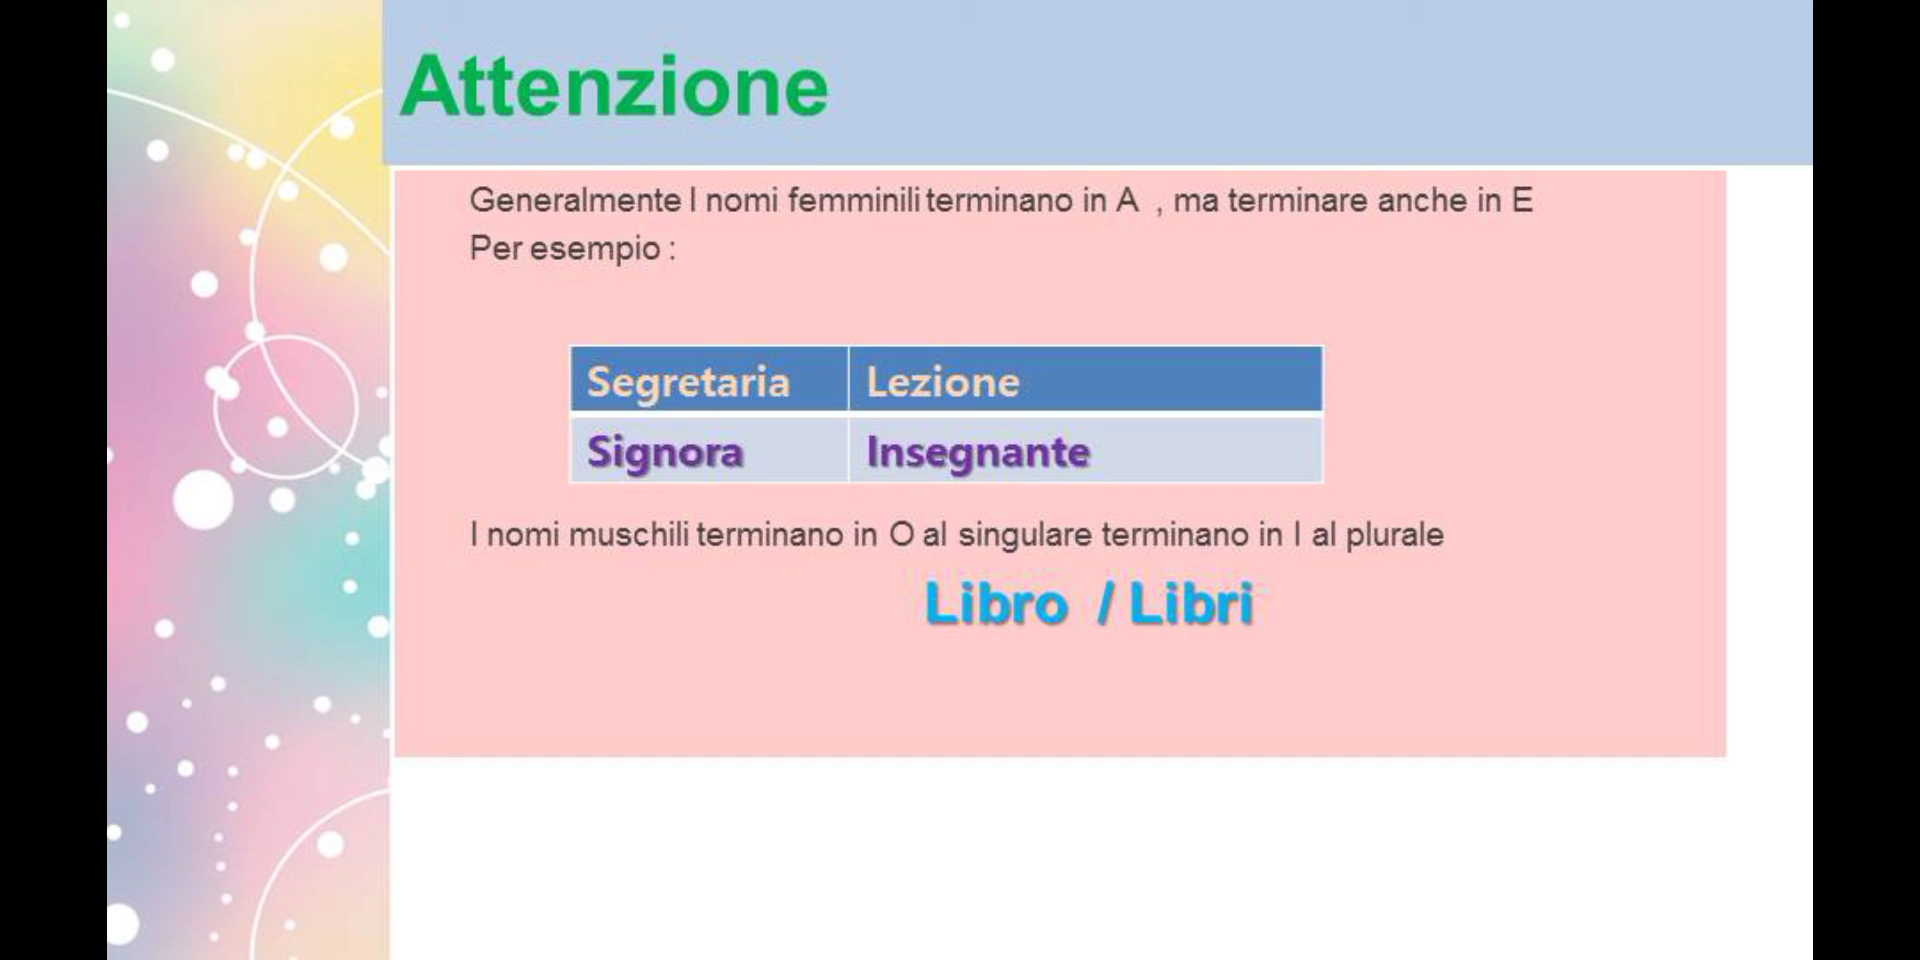 Attenzione
Generalmente I nomi femminili terminano in A , ma terminare anche in E
Per esempio :
Segretaria Lezione
Signora Insegnante
I nomi muschili terminano in O al singulare terminano in I al plurale
Libro / Libri